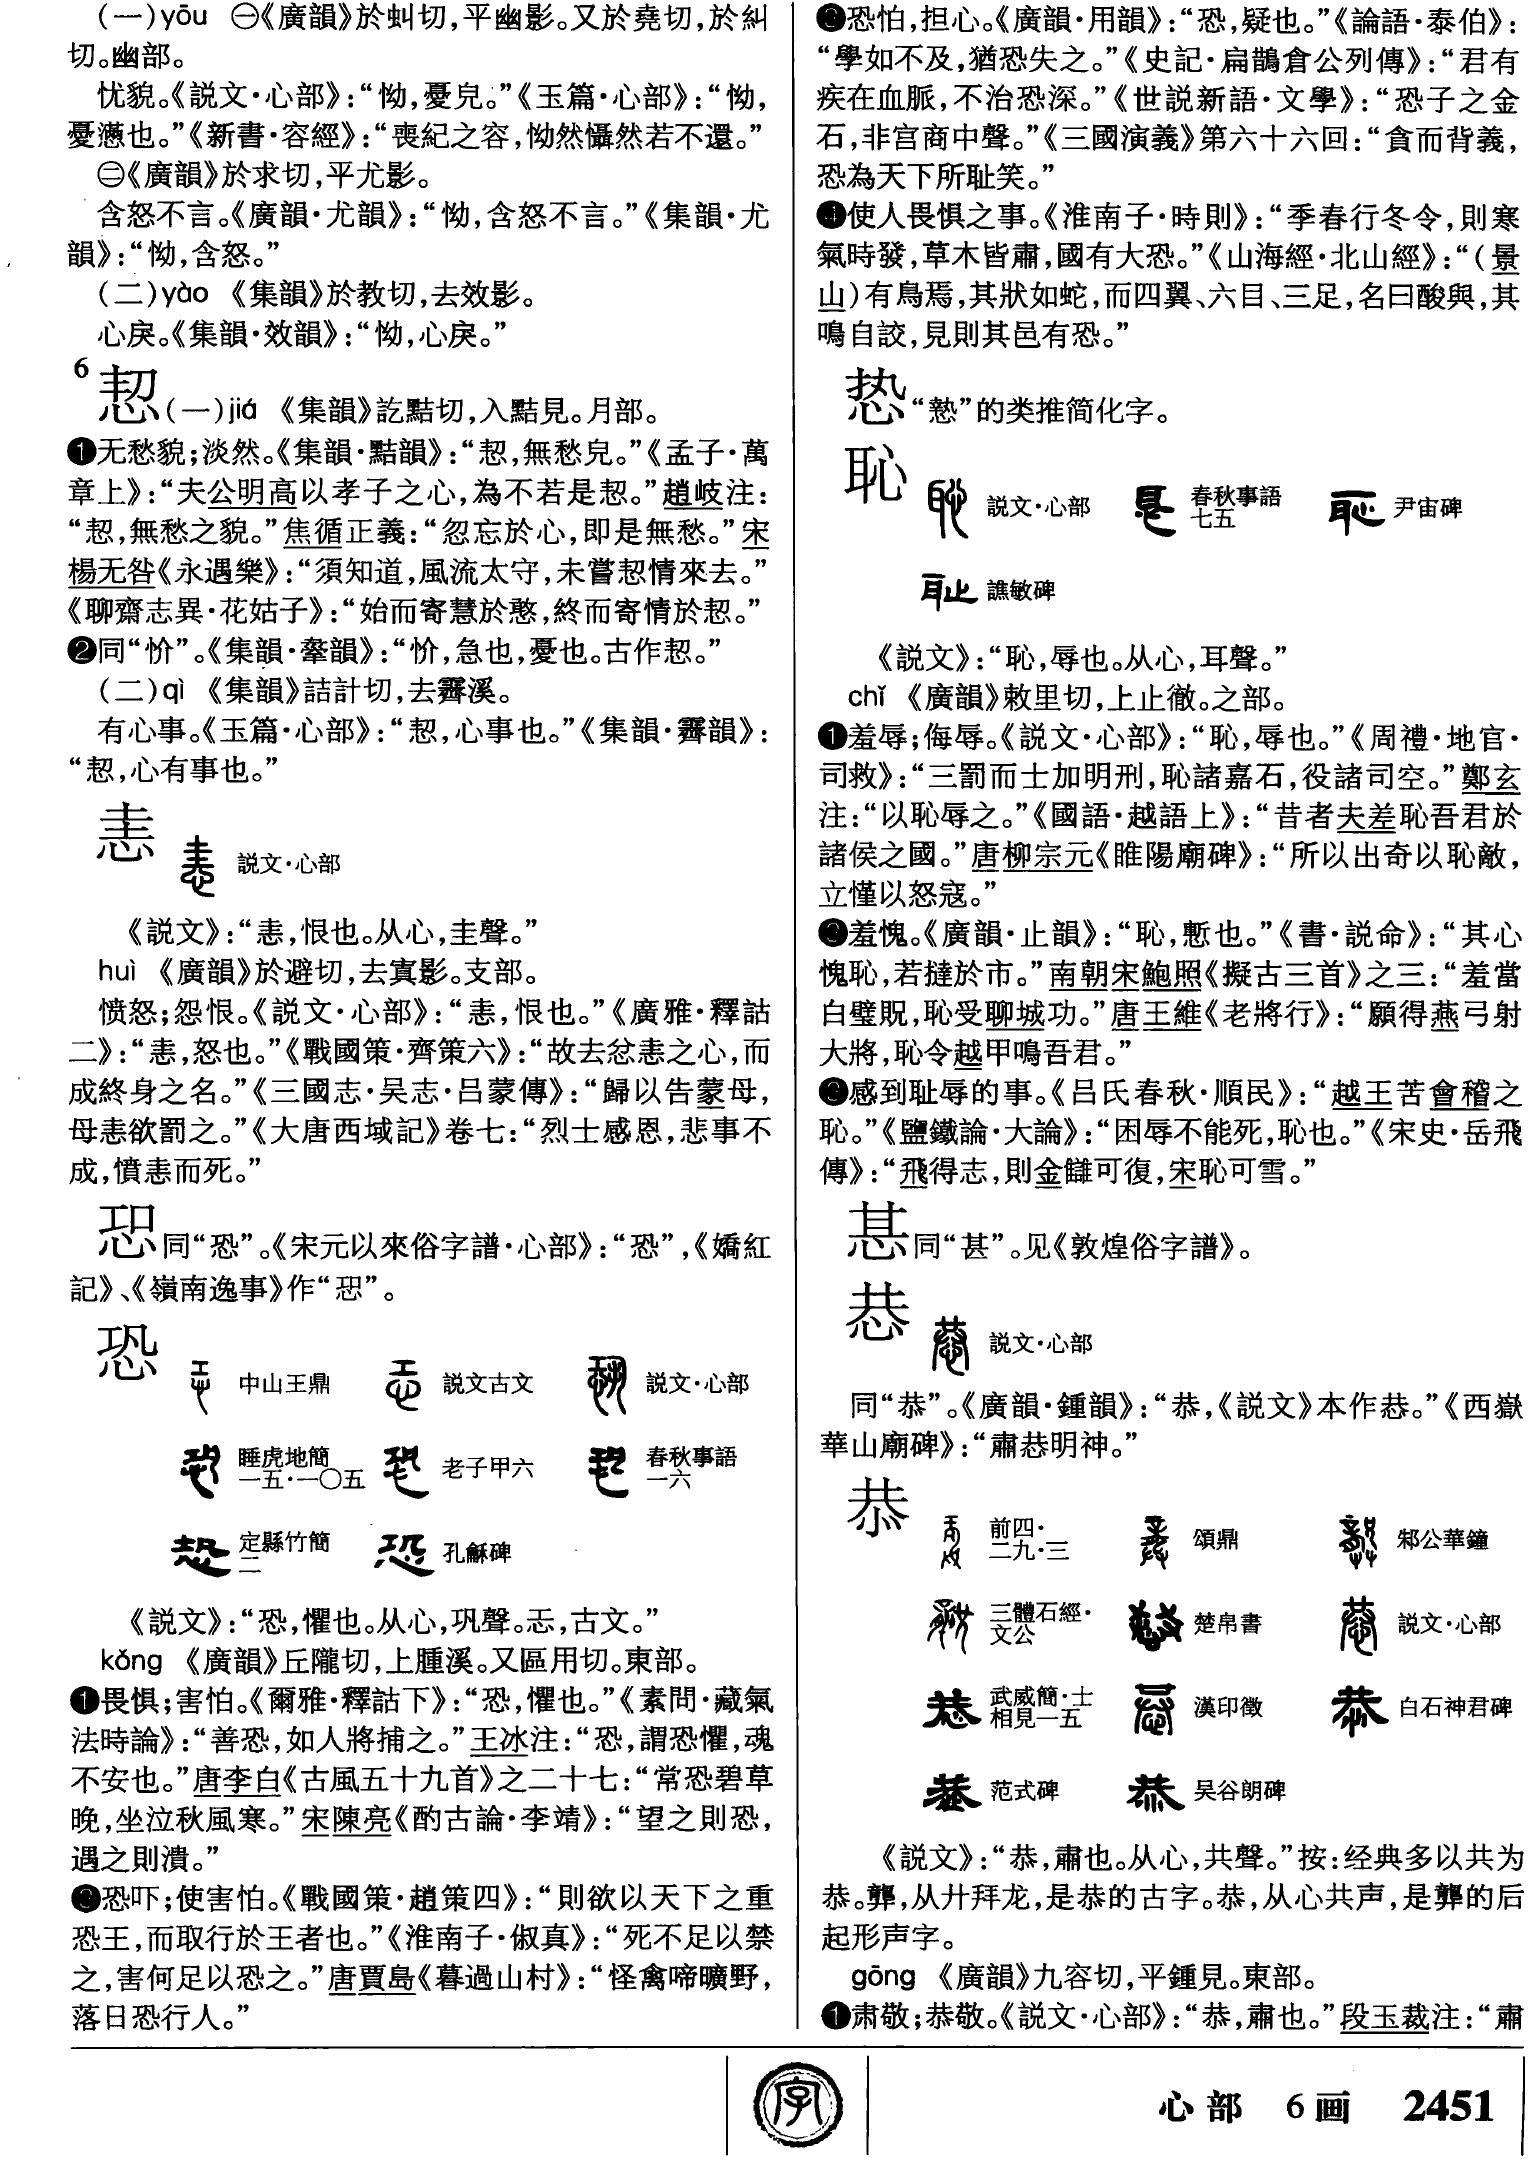 (一)yōu ㊀《廣韻》於虯切,平幽影。又於堯切,於糾
切。幽部。
忧貌。《説文·心部》:“怮,憂皃。”《玉篇·心部》:“怮,
憂懣也。”《新書·容經》:“喪紀之容,怮然懾然若不還。”
㊁《廣韻》於求切,平尤影。
含怒不言。《廣韻·尤韻》:“怮,含怒不言。”《集韻·尤
韻》:“怮,含怒。”
(二)yào 《集韻》於教切,去效影。
心戾。《集韻·效韻》:“怮,心戾。”
6
恝(一)jiá 《集韻》訖黠切,入黠見。月部。
❶无愁貌;淡然。《集韻·黠韻》:“恝,無愁皃。”《孟子·萬
章上》:“夫公明高以孝子之心,為不若是恝。”趙岐注:
“恝,無愁之貌。”焦循正義:“忽忘於心,即是無愁。”宋
楊无咎《永遇樂》:“須知道,風流太守,未嘗恝情來去。”
《聊齋志異·花姑子》:“始而寄慧於憨,終而寄情於恝。”
❷同“忦”。《集韻·鎋韻》:“忦,急也,憂也。古作恝。”
(二)qì 《集韻》詰計切,去霽溪。
有心事。《玉篇·心部》:“恝,心事也。”《集韻·霽韻》:
“恝,心有事也。”
恚 説文·心部
《説文》:“恚,恨也。从心,圭聲。”
huì 《廣韻》於避切,去寘影。支部。
愤怒;怨恨。《説文·心部》:“恚,恨也。”《廣雅·釋詁
二》:“恚,怒也。”《戰國策·齊策六》:“故去忿恚之心,而
成終身之名。”《三國志·吴志·吕蒙傳》:“歸以告蒙母,
母恚欲罰之。”《大唐西域記》卷七:“烈士感恩,悲事不
成,憤恚而死。”
㤟同“恐”。《宋元以來俗字譜·心部》:“恐”,《嬌紅
記》、《嶺南逸事》作“㤟”。
恐 中山王鼎 説文古文 説文·心部
睡虎地簡一五·一〇五 老子甲六 春秋事語一六
定縣竹簡二 孔龢碑
《説文》:“恐,懼也。从心,巩聲。㤨,古文。”
kǒng 《廣韻》丘隴切,上腫溪。又區用切。東部。
❶畏惧;害怕。《爾雅·釋詁下》:“恐,懼也。”《素問·藏氣
法時論》:“善恐,如人將捕之。”王冰注:“恐,謂恐懼,魂
不安也。”唐李白《古風五十九首》之二十七:“常恐碧草
晚,坐泣秋風寒。”宋陳亮《酌古論·李靖》:“望之則恐,
遇之則潰。”
❷恐吓;使害怕。《戰國策·趙策四》:“則欲以天下之重
恐王,而取行於王者也。”《淮南子·俶真》:“死不足以禁
之,害何足以恐之。”唐賈島《暮過山村》:“怪禽啼曠野,
落日恐行人。”
❸恐怕,担心。《廣韻·用韻》:“恐,疑也。”《論語·泰伯》:
“學如不及,猶恐失之。”《史記·扁鵲倉公列傳》:“君有
疾在血脈,不治恐深。”《世説新語·文學》:“恐子之金
石,非宫商中聲。”《三國演義》第六十六回:“貪而背義,
恐為天下所耻笑。”
❹使人畏惧之事。《淮南子·時則》:“季春行冬令,則寒
氣時發,草木皆肅,國有大恐。”《山海經·北山經》:“(景
山)有鳥焉,其狀如蛇,而四翼、六目、三足,名曰酸與,其
鳴自詨,見則其邑有恐。”
㤧“慹”的类推简化字。
恥 説文·心部 春秋事語七五 尹宙碑
譙敏碑
《説文》:“恥,辱也。从心,耳聲。”
chǐ 《廣韻》敕里切,上止徹。之部。
❶羞辱;侮辱。《説文·心部》:“恥,辱也。”《周禮·地官·
司救》:“三罰而士加明刑,恥諸嘉石,役諸司空。”鄭玄
注:“以恥辱之。”《國語·越語上》:“昔者夫差恥吾君於
諸侯之國。”唐柳宗元《睢陽廟碑》:“所以出奇以恥敵,
立慬以怒寇。”
❷羞愧。《廣韻·止韻》:“恥,慙也。”《書·説命》:“其心
愧恥,若撻於市。”南朝宋鮑照《擬古三首》之三:“羞當
白璧貺,恥受聊城功。”唐王維《老將行》:“願得燕弓射
大將,恥令越甲鳴吾君。”
❸感到耻辱的事。《吕氏春秋·順民》:“越王苦會稽之
恥。”《鹽鐵論·大論》:“困辱不能死,恥也。”《宋史·岳飛
傳》:“飛得志,則金讎可復,宋恥可雪。”
惎同“甚”。见《敦煌俗字譜》。
㤨 説文·心部
同“恭”。《廣韻·鍾韻》:“恭,《説文》本作㳟。”《西嶽
華山廟碑》:“肅㳟明神。”
恭 前四·二九·三 頌鼎 邾公華鐘
三體石經·文公 楚帛書 説文·心部
武威簡·士相見一五 漢印徵 白石神君碑
范式碑 吴谷朗碑
《説文》:“恭,肅也。从心,共聲。”按:经典多以共为
恭。龏,从廾拜龙,是恭的古字。恭,从心共声,是龏的后
起形声字。
gōng 《廣韻》九容切,平鍾見。東部。
❶肃敬;恭敬。《説文·心部》:“恭,肅也。”段玉裁注:“肅
字
心部 6画 2451